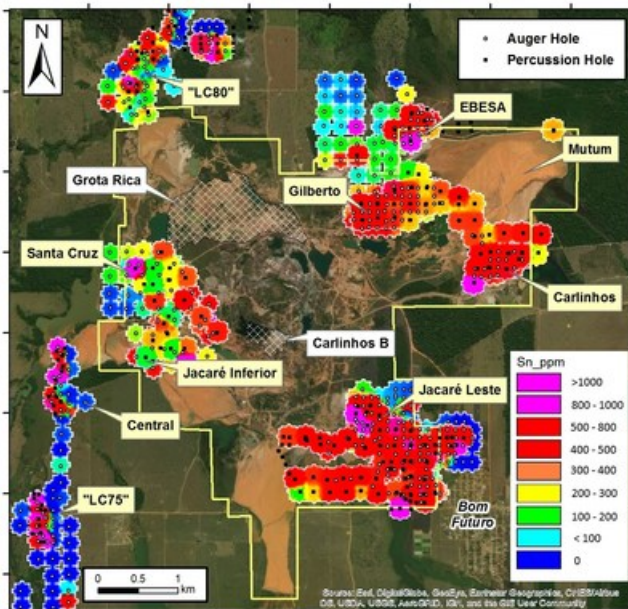 N
Auger Hole
Percussion Hole
"LC80"
EBESA
Mutum
Grota Rica
Gilberto
Santa Cruz
Carlinhos
Carlinhos B
Jacaré Inferior
Jacaré Leste
Central
"LC75"
Bom
Futuro
Sn_ppm
>1000
800 - 1000
500 - 800
400 - 500
300 - 400
200 - 300
100 - 200
< 100
0
0 0.5 1
km
Source: Esri, DigitalGlobe, GeoEye, Earthstar Geographics, CNES/Airbus
DS, USDA, USGS, AeroGRID, IGN, and the GIS User Community